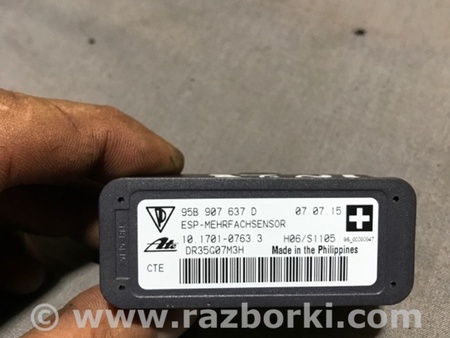 95B 907 637 D 07 07.15
ESP-MEHRFACHSENSOR
10.1701-0763.3 H06/S1105
Ate DR35G07M3H Made in the Philippines
CTE
www.razborki.com